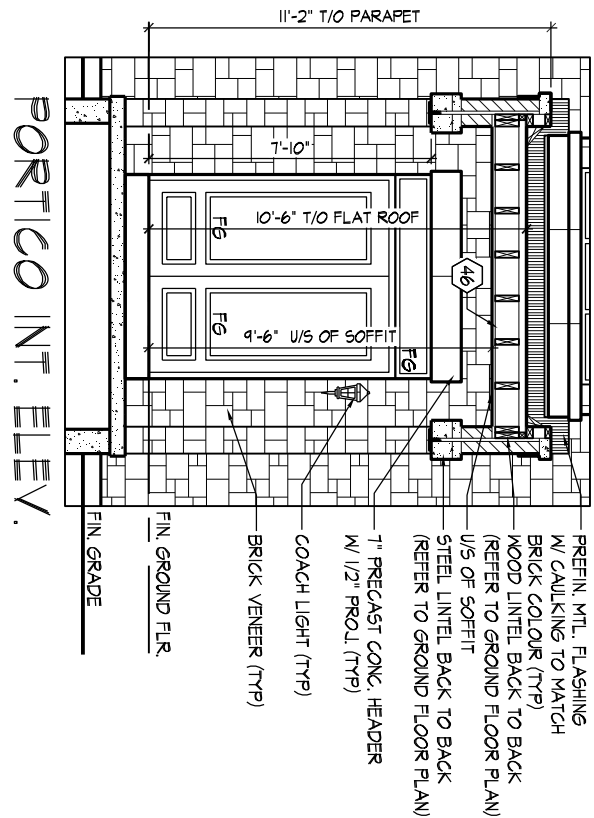 PREFIN. MTL. FLASHING
W/ CAULKING TO MATCH
BRICK COLOUR (TYP)
WOOD LINTEL BACK TO BACK
(REFER TO GROUND FLOOR PLAN)
U/S OF SOFFIT
STEEL LINTEL BACK TO BACK
(REFER TO GROUND FLOOR PLAN)
7" PRECAST CONC. HEADER
W/ 1/2" PROJ. (TYP)
COACH LIGHT (TYP)
BRICK VENEER (TYP)
FIN. GROUND FLR.
FIN. GRADE
11'-2" T/O PARAPET
7'-10"
10'-6" T/O FLAT ROOF
9'-6" U/S OF SOFFIT
46
FG
FG
FG
PORTICO INT. ELEV.